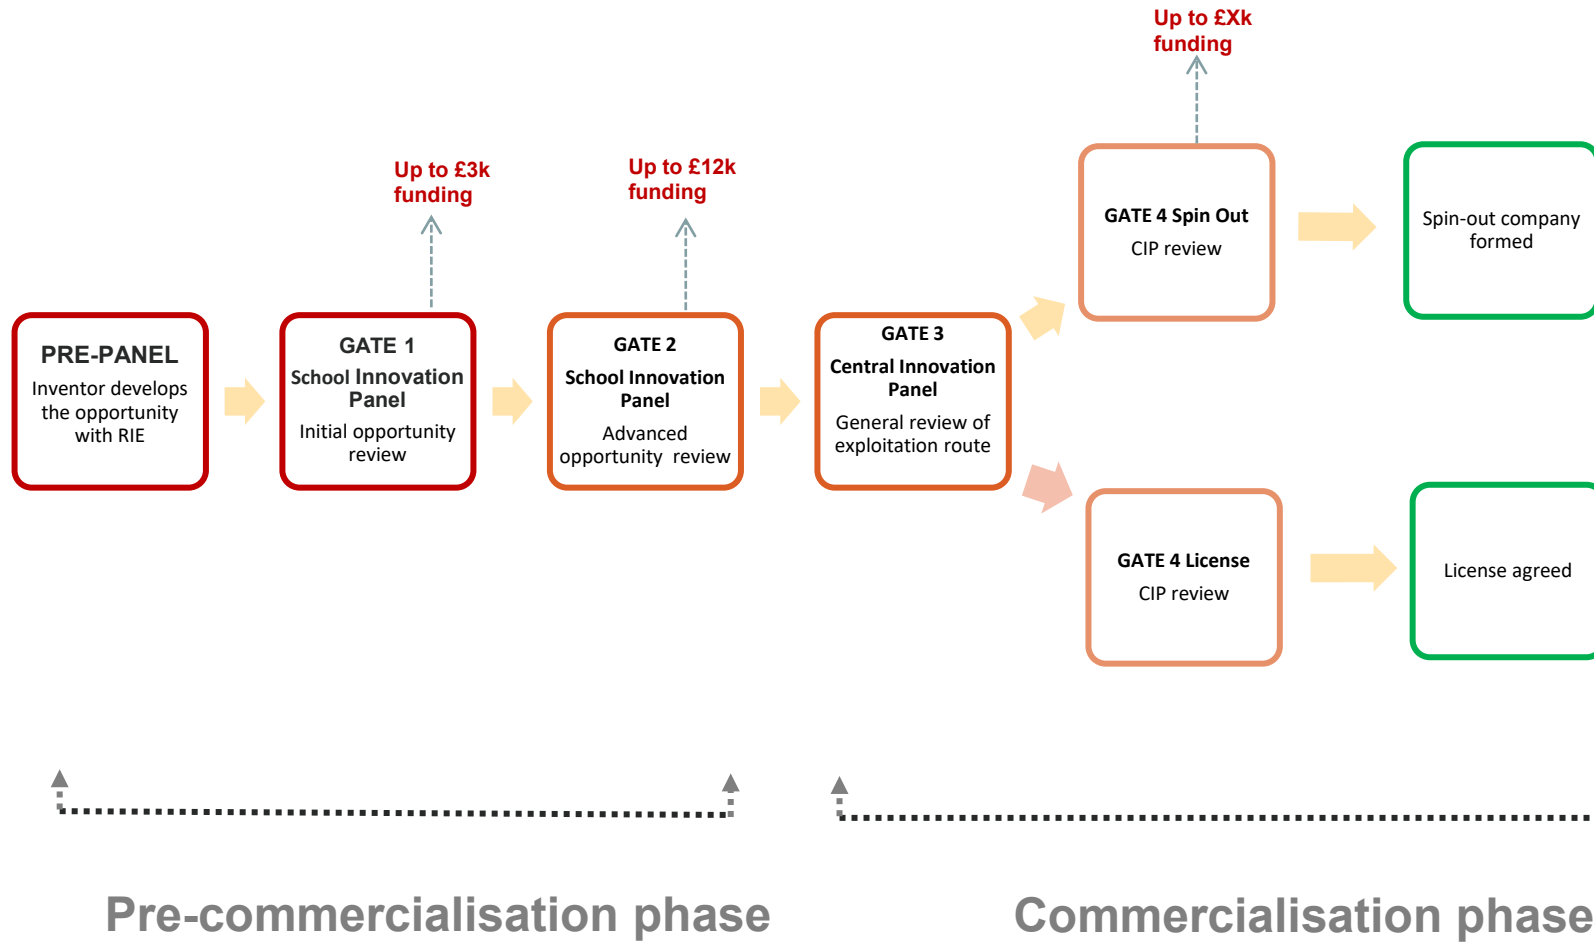 Up to £Xk
funding
Up to £3k
funding
Up to £12k
funding
GATE 4 Spin Out
CIP review
Spin-out company
formed
PRE-PANEL
Inventor develops
the opportunity
with RIE
GATE 1
School Innovation
Panel
Initial opportunity
review
GATE 2
School Innovation
Panel
Advanced
opportunity  review
GATE 3
Central Innovation
Panel
General review of
exploitation route
GATE 4 License
CIP review
License agreed
Pre-commercialisation phase
Commercialisation phase